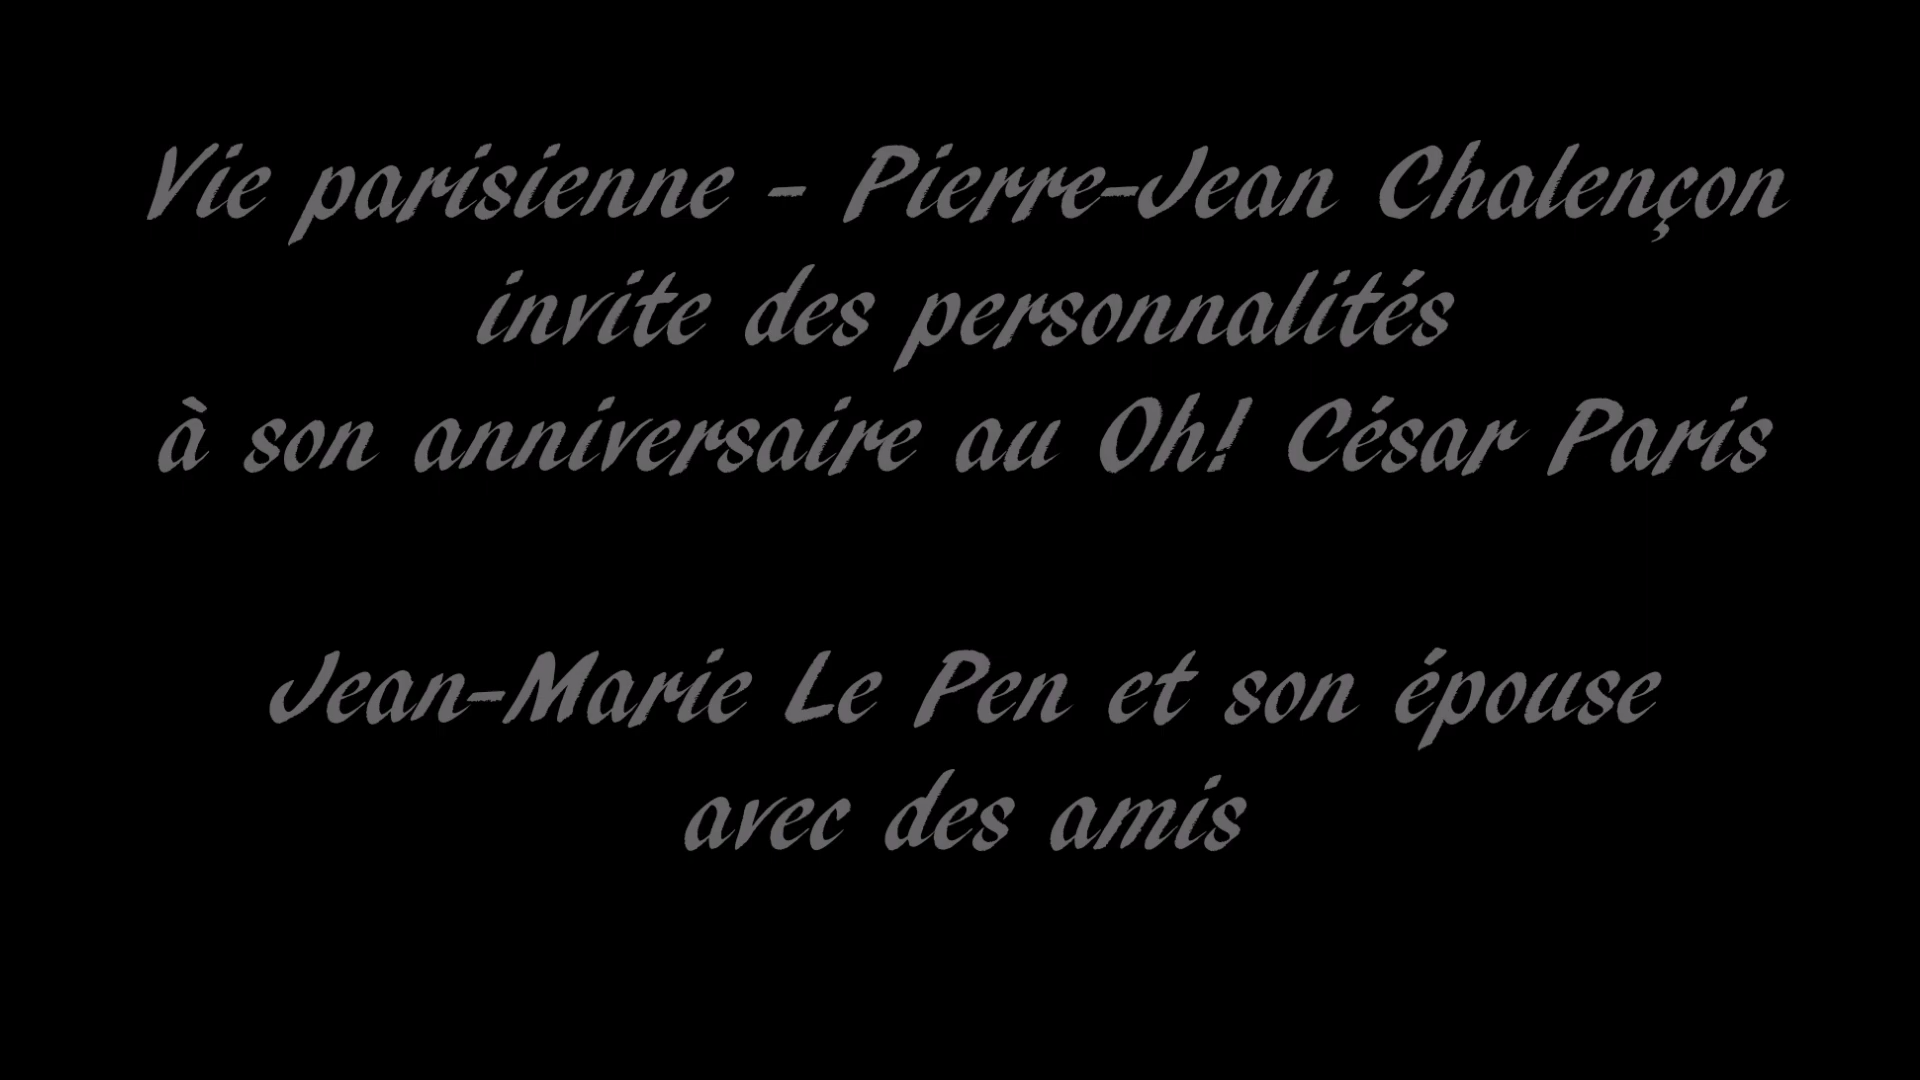 Vie parisienne - Pierre-Jean Chalençon
invite des personnalités
à son anniversaire au Oh! César Paris
Jean-Marie Le Pen et son épouse
avec des amis